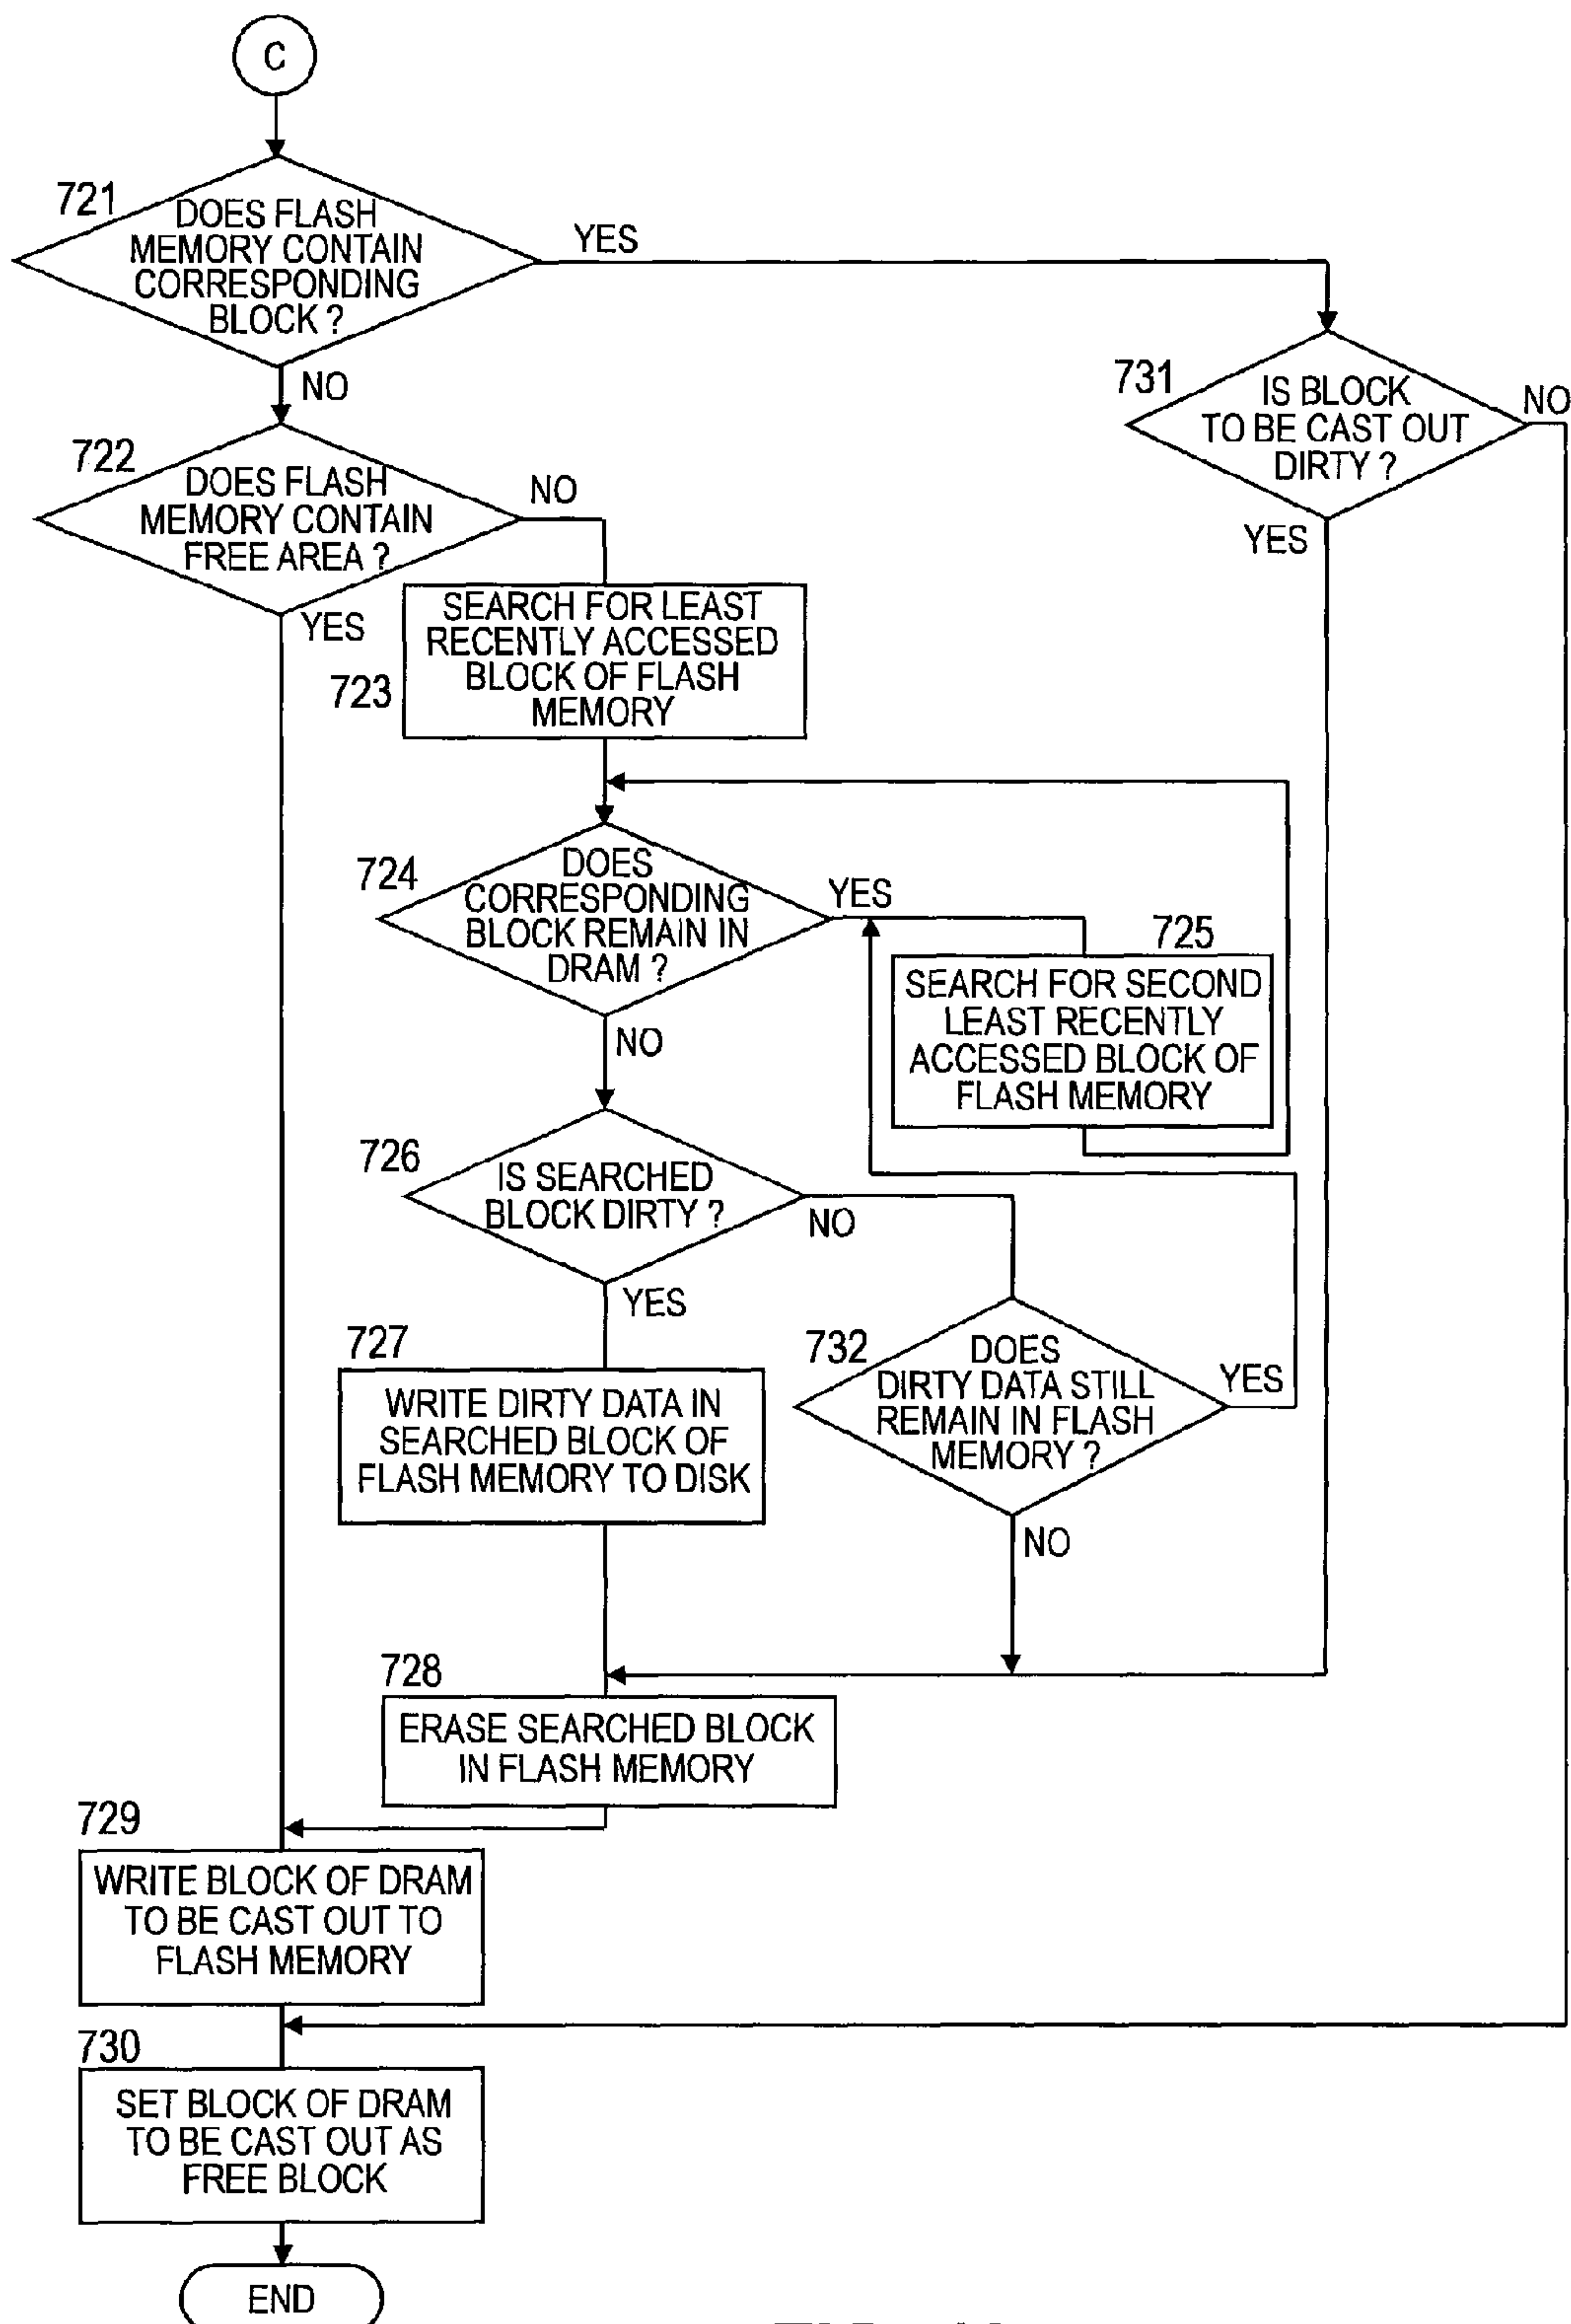 C
721
DOES FLASH
MEMORY CONTAIN
CORRESPONDING
BLOCK ?
YES
NO
731
IS BLOCK
TO BE CAST OUT
DIRTY ?
NO
YES
722
DOES FLASH
MEMORY CONTAIN
FREE AREA ?
NO
YES
723
SEARCH FOR LEAST
RECENTLY ACCESSED
BLOCK OF FLASH
MEMORY
724
DOES
CORRESPONDING
BLOCK REMAIN IN
DRAM ?
YES
NO
725
SEARCH FOR SECOND
LEAST RECENTLY
ACCESSED BLOCK OF
FLASH MEMORY
726
IS SEARCHED
BLOCK DIRTY ?
NO
YES
727
WRITE DIRTY DATA IN
SEARCHED BLOCK OF
FLASH MEMORY TO DISK
732
DOES
DIRTY DATA STILL
REMAIN IN FLASH
MEMORY ?
YES
NO
728
ERASE SEARCHED BLOCK
IN FLASH MEMORY
729
WRITE BLOCK OF DRAM
TO BE CAST OUT TO
FLASH MEMORY
730
SET BLOCK OF DRAM
TO BE CAST OUT AS
FREE BLOCK
END